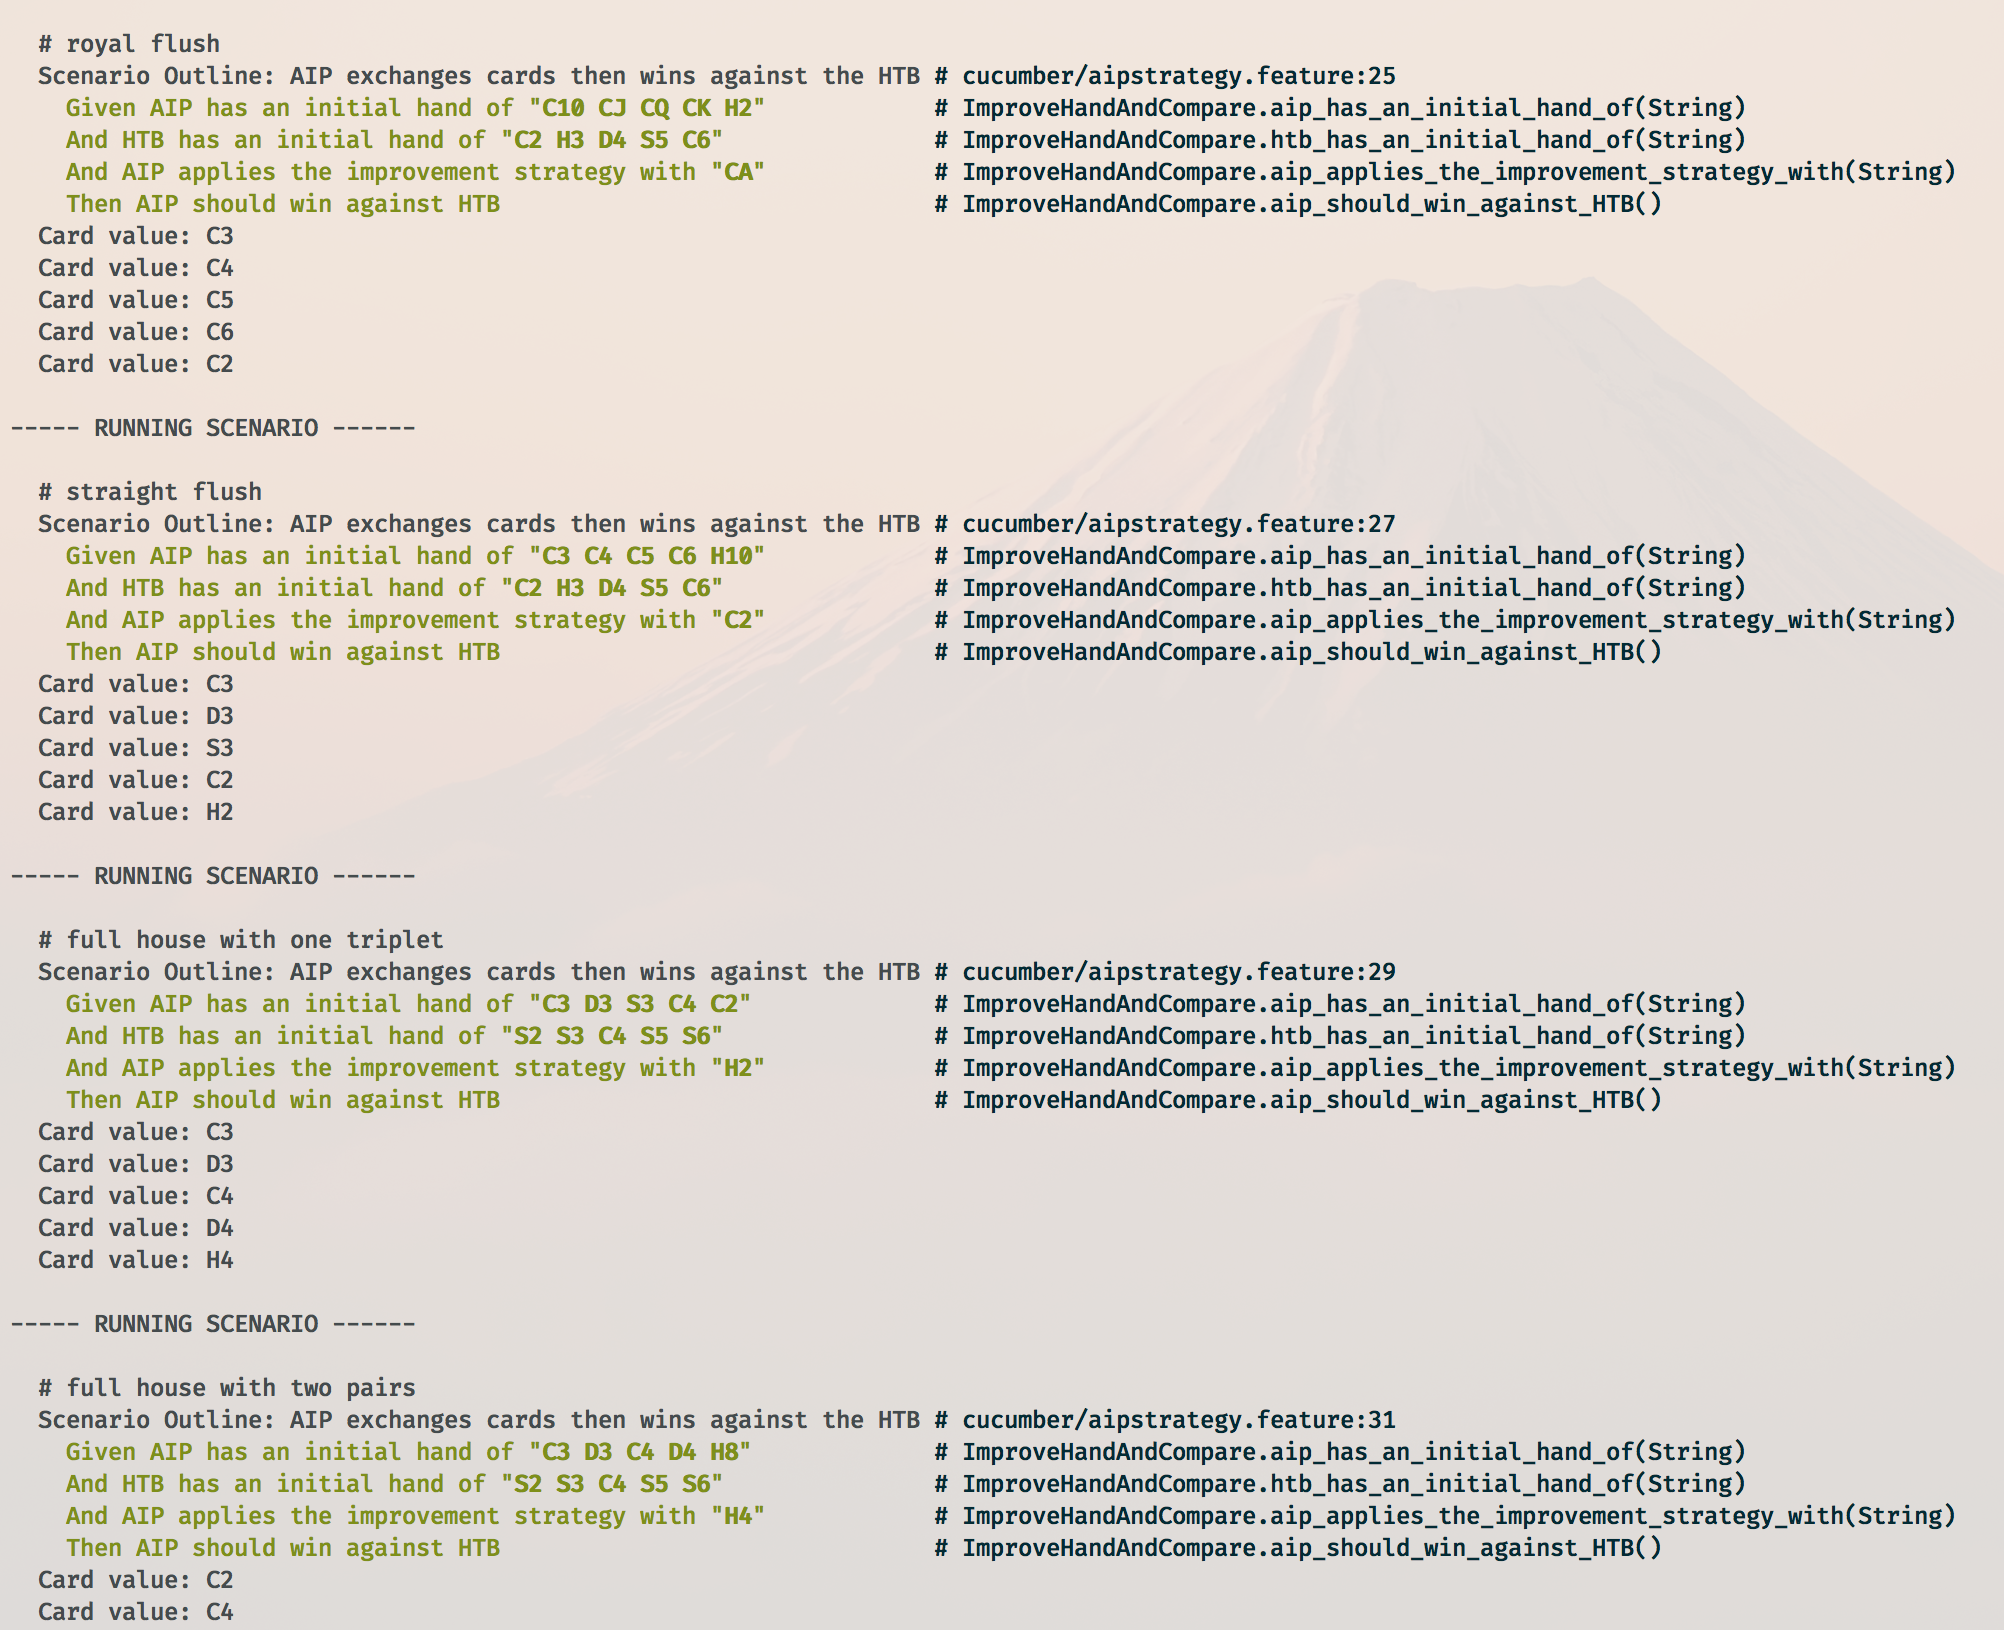 # royal flush
Scenario Outline: AIP exchanges cards then wins against the HTB # cucumber/aipstrategy.feature:25
Given AIP has an initial hand of "C10 CJ CQ CK H2" # ImproveHandAndCompare.aip_has_an_initial_hand_of(String)
And HTB has an initial hand of "C2 H3 D4 S5 C6" # ImproveHandAndCompare.htb_has_an_initial_hand_of(String)
And AIP applies the improvement strategy with "CA" # ImproveHandAndCompare.aip_applies_the_improvement_strategy_with(String)
Then AIP should win against HTB # ImproveHandAndCompare.aip_should_win_against_HTB()
Card value: C3
Card value: C4
Card value: C5
Card value: C6
Card value: C2
----- RUNNING SCENARIO ------
# straight flush
Scenario Outline: AIP exchanges cards then wins against the HTB # cucumber/aipstrategy.feature:27
Given AIP has an initial hand of "C3 C4 C5 C6 H10" # ImproveHandAndCompare.aip_has_an_initial_hand_of(String)
And HTB has an initial hand of "C2 H3 D4 S5 C6" # ImproveHandAndCompare.htb_has_an_initial_hand_of(String)
And AIP applies the improvement strategy with "C2" # ImproveHandAndCompare.aip_applies_the_improvement_strategy_with(String)
Then AIP should win against HTB # ImproveHandAndCompare.aip_should_win_against_HTB()
Card value: C3
Card value: D3
Card value: S3
Card value: C2
Card value: H2
----- RUNNING SCENARIO ------
# full house with one triplet
Scenario Outline: AIP exchanges cards then wins against the HTB # cucumber/aipstrategy.feature:29
Given AIP has an initial hand of "C3 D3 S3 C4 C2" # ImproveHandAndCompare.aip_has_an_initial_hand_of(String)
And HTB has an initial hand of "S2 S3 C4 S5 S6" # ImproveHandAndCompare.htb_has_an_initial_hand_of(String)
And AIP applies the improvement strategy with "H2" # ImproveHandAndCompare.aip_applies_the_improvement_strategy_with(String)
Then AIP should win against HTB # ImproveHandAndCompare.aip_should_win_against_HTB()
Card value: C3
Card value: D3
Card value: C4
Card value: D4
Card value: H4
----- RUNNING SCENARIO ------
# full house with two pairs
Scenario Outline: AIP exchanges cards then wins against the HTB # cucumber/aipstrategy.feature:31
Given AIP has an initial hand of "C3 D3 C4 D4 H8" # ImproveHandAndCompare.aip_has_an_initial_hand_of(String)
And HTB has an initial hand of "S2 S3 C4 S5 S6" # ImproveHandAndCompare.htb_has_an_initial_hand_of(String)
And AIP applies the improvement strategy with "H4" # ImproveHandAndCompare.aip_applies_the_improvement_strategy_with(String)
Then AIP should win against HTB # ImproveHandAndCompare.aip_should_win_against_HTB()
Card value: C2
Card value: C4